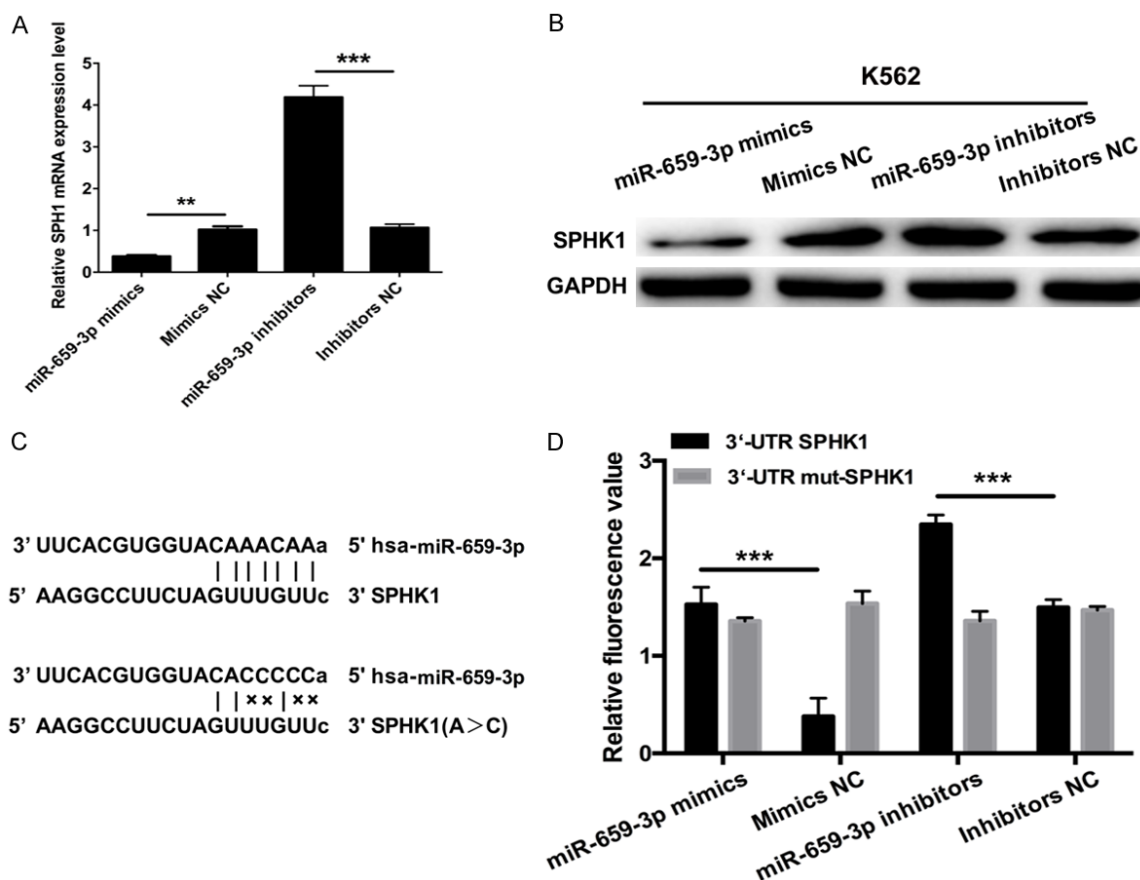 A
Relative SPH1 mRNA expression level
5
4
3
2
1
0
**
***
miR-659-3p mimics
Mimics NC
miR-659-3p inhibitors
Inhibitors NC
B
K562
miR-659-3p mimics
Mimics NC
miR-659-3p inhibitors
Inhibitors NC
SPHK1
GAPDH
C
3’ UUCACGUGGUACAAACAAa 5' hsa-miR-659-3p
5’ AAGGCCUUCUAGUUUGUUc 3' SPHK1
3’ UUCACGUGGUACACCCCCa 5' hsa-miR-659-3p
5’ AAGGCCUUCUAGUUUGUUc 3' SPHK1(A>C)
D
3‘-UTR SPHK1
3‘-UTR mut-SPHK1
Relative fluorescence value
3
2
1
0
***
***
miR-659-3p mimics
Mimics NC
miR-659-3p inhibitors
Inhibitors NC